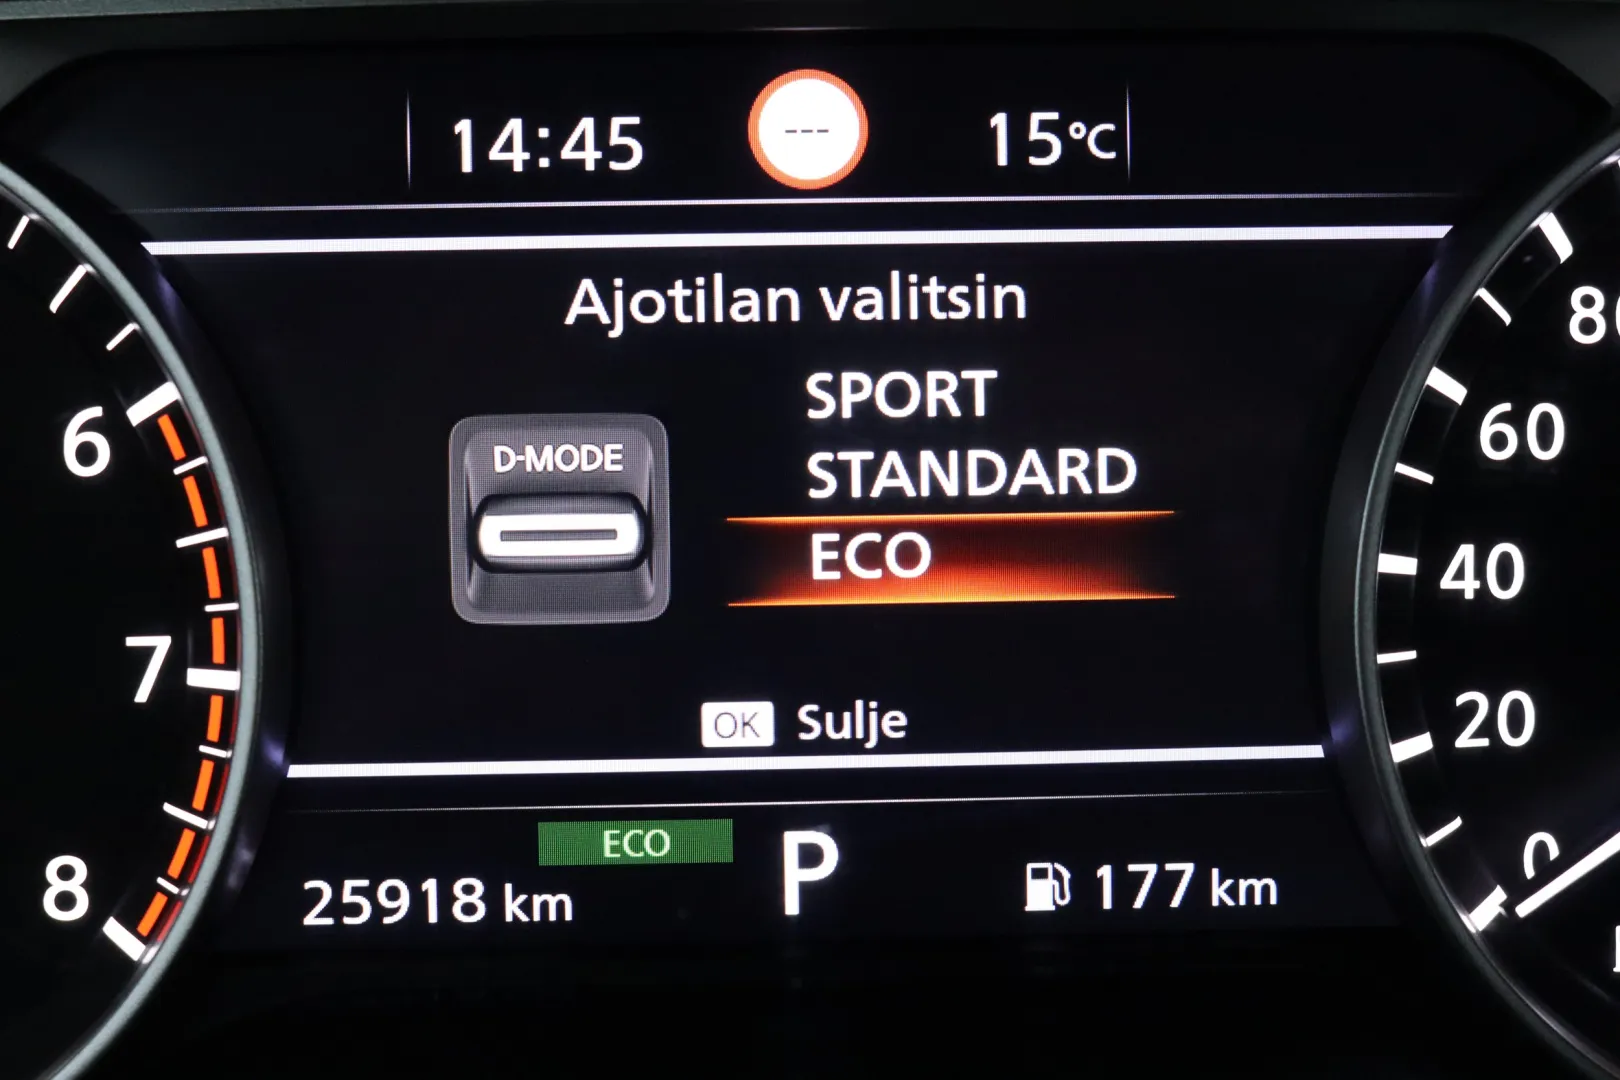 14:45
---
15°C
Ajotilan valitsin
SPORT
D-MODE
STANDARD
ECO
OK Sulje
ECO
P
25918 km
177 km
6
7
8
80
60
40
20
0